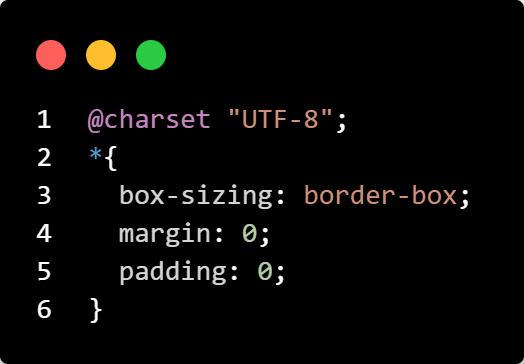 1 @charset "UTF-8";
2 *{
3   box-sizing: border-box;
4   margin: 0;
5   padding: 0;
6 }